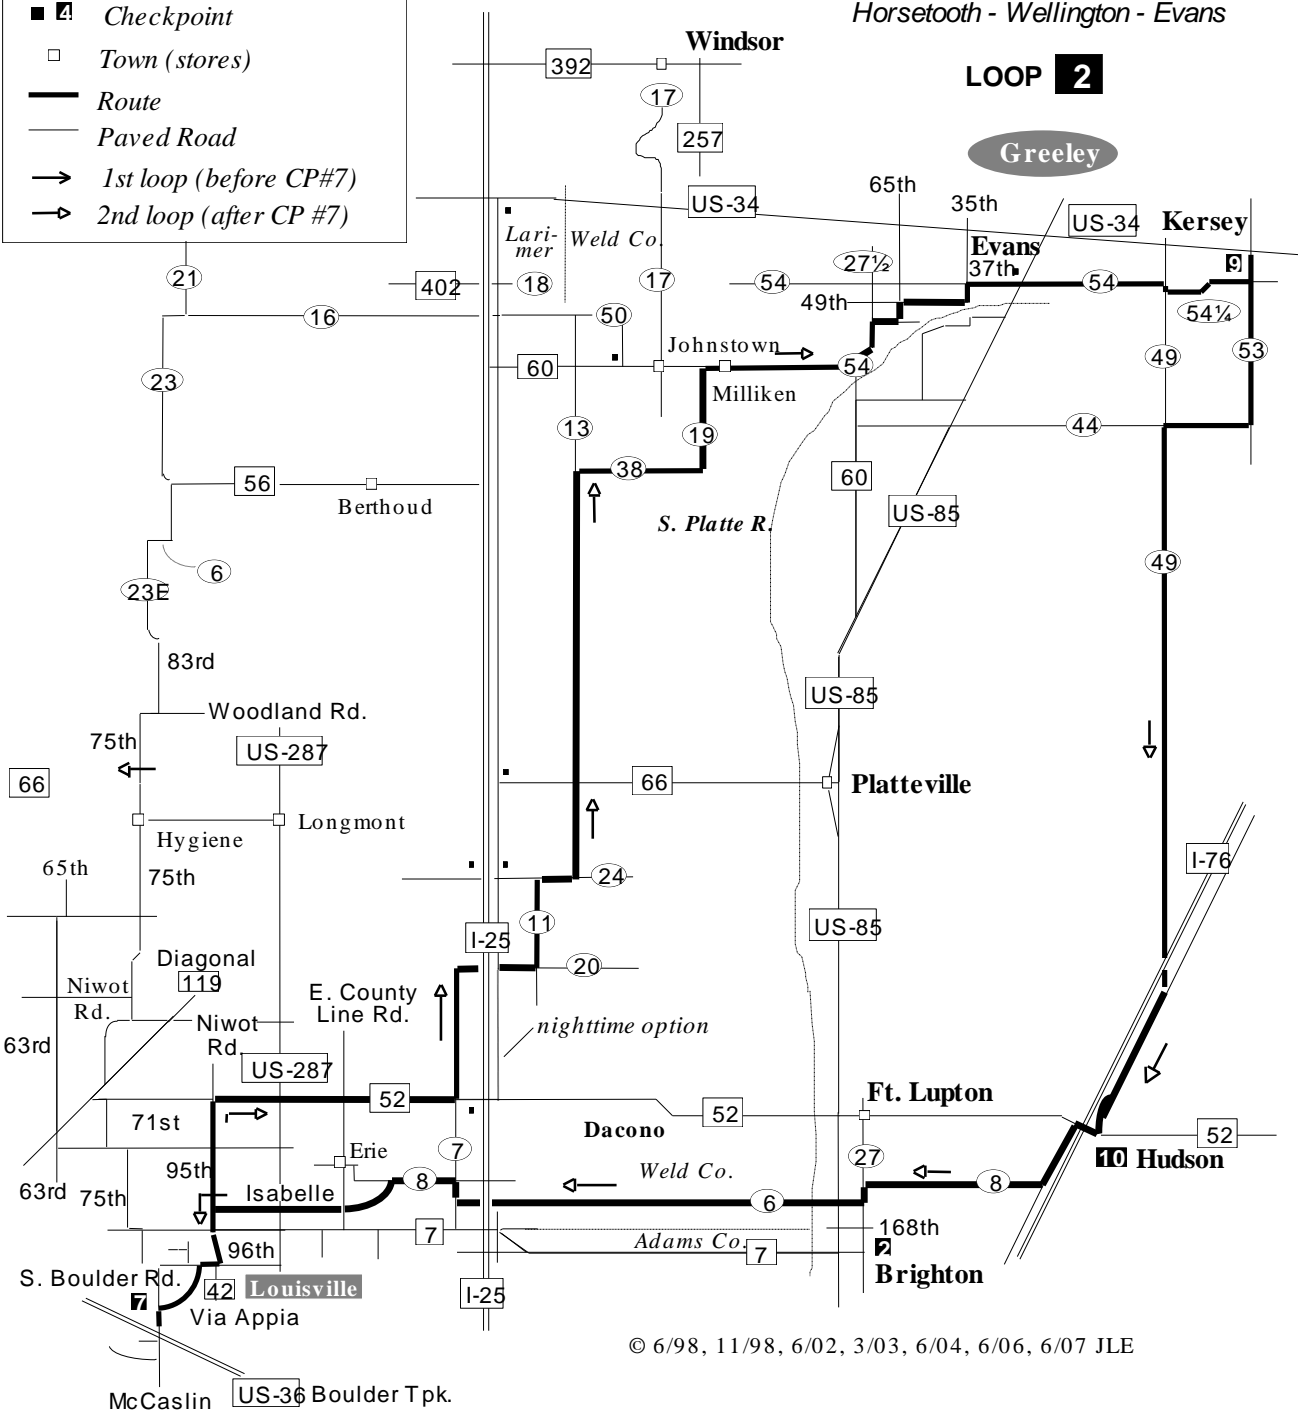 Horsetooth - Wellington - Evans
LOOP 2
4 Checkpoint
Town (stores)
Route
Paved Road
1st loop (before CP#7)
2nd loop (after CP #7)
Windsor
392
17
257
Greeley
65th
US-34
35th
US-34
Kersey
Lari-
mer
Weld Co.
Evans
37th
9
21
402
18
17
54
27½
54
49th
54¼
16
50
Johnstown
60
54
49
53
23
Milliken
13
19
44
38
56
60
Berthoud
US-85
S. Platte R.
49
6
23E
83rd
US-85
Woodland Rd.
75th
US-287
66
66
Platteville
Longmont
Hygiene
65th
75th
24
I-76
11
US-85
I-25
Diagonal
119
20
Niwot
Rd.
E. County
Line Rd.
Niwot
Rd.
nighttime option
63rd
US-287
52
Ft. Lupton
52
71st
Dacono
52
Erie
7
27
10 Hudson
95th
Weld Co.
63rd
75th
Isabelle
8
8
6
7
168th
96th
Adams Co.
7
2
Brighton
S. Boulder Rd.
42
Louisville
7
I-25
Via Appia
© 6/98, 11/98, 6/02, 3/03, 6/04, 6/06, 6/07 JLE
McCaslin
US-36 Boulder Tpk.